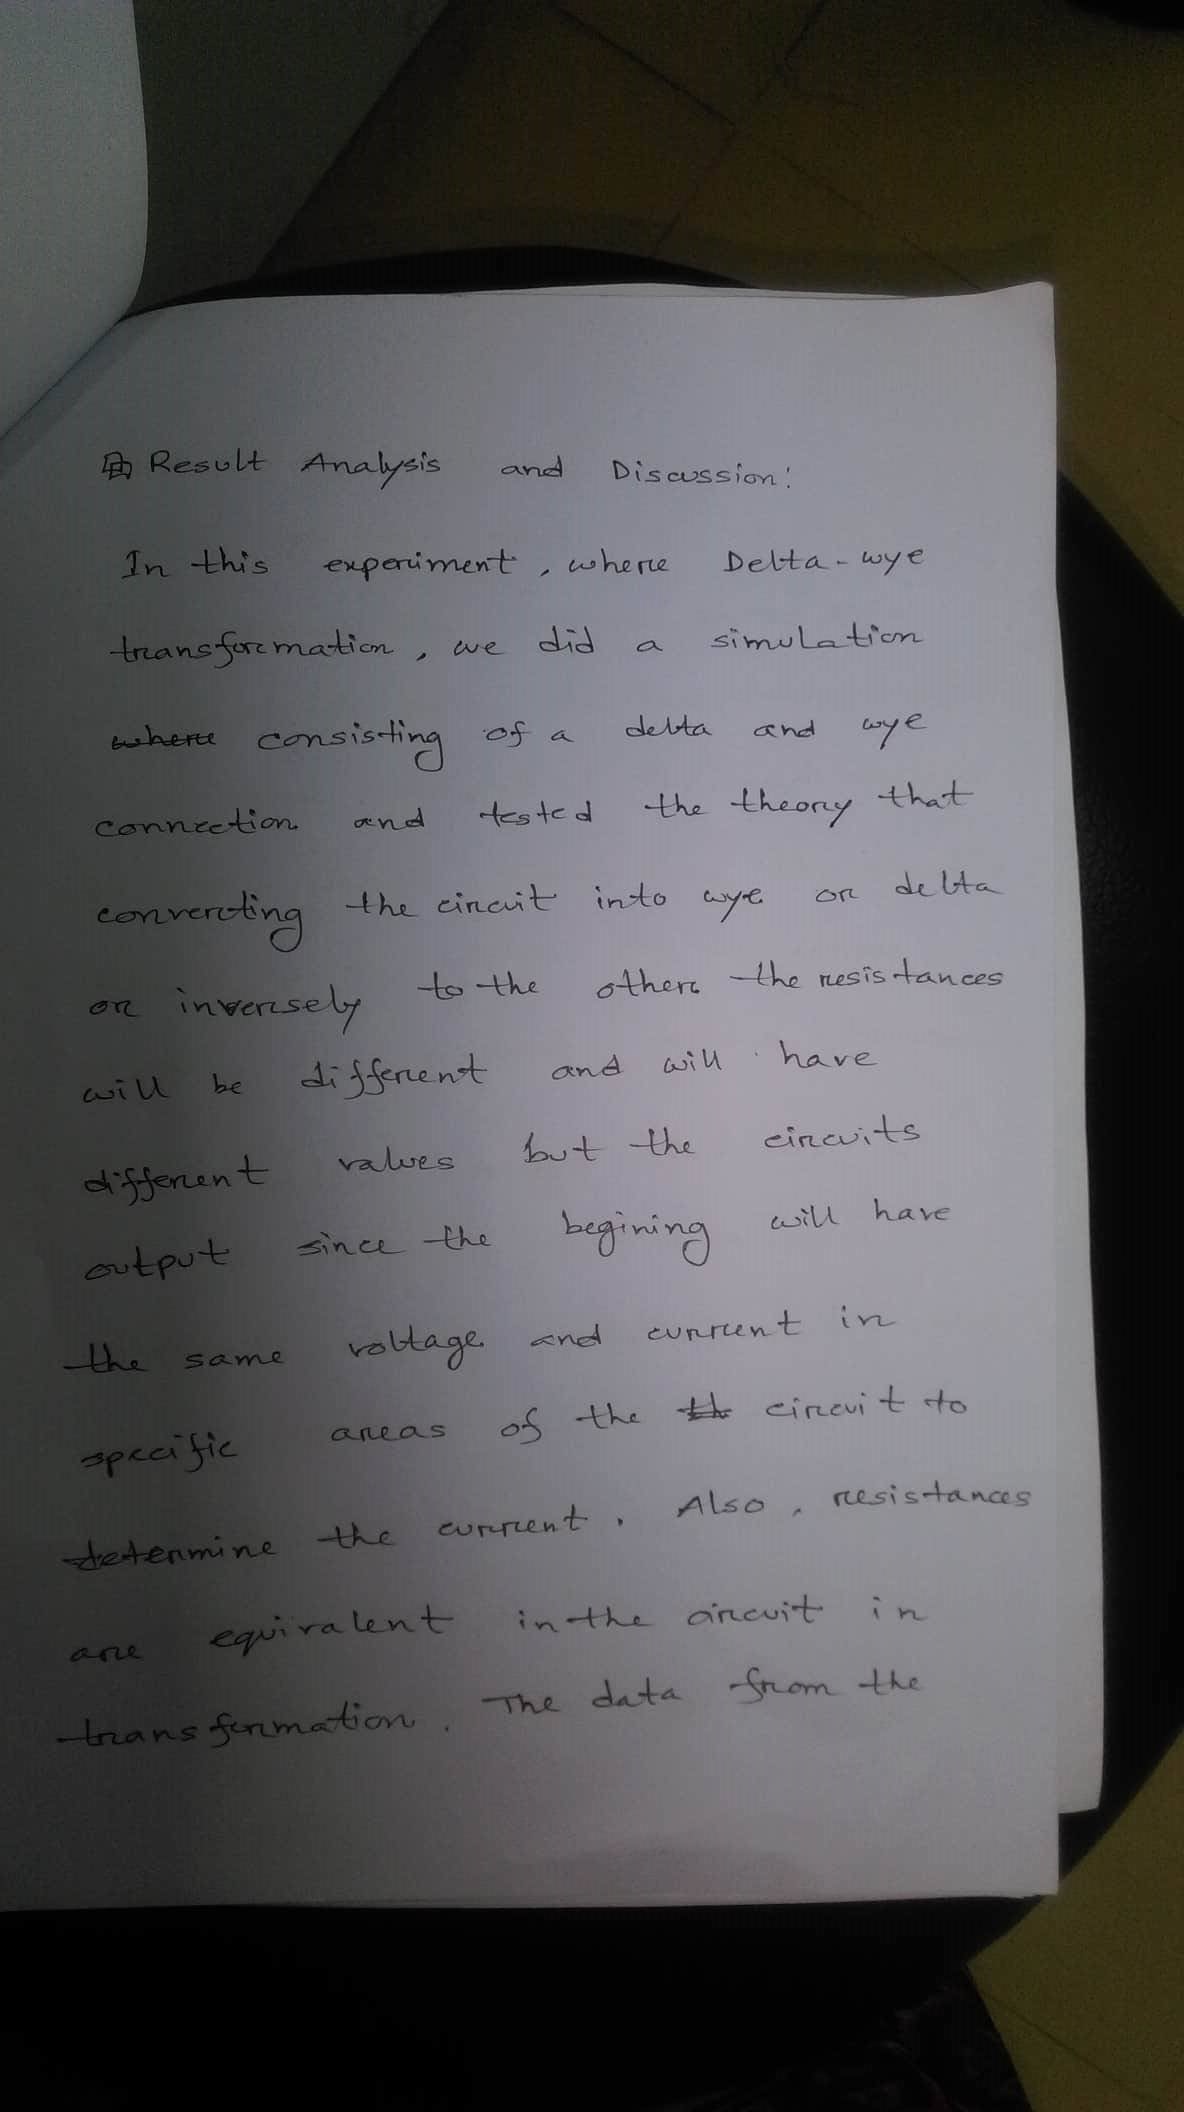 Result Analysis and Discussion:
In this experiment, where Delta-wye
transformation, we did a simulation
where consisting of a delta and wye
connection and tested the theory that
converting the circuit into wye or delta
or inversely to the other the resistances
will be different and will have
different values but the circuits
output since the begining will have
the same voltage and current in
specific areas of the th circuit to
determine the current. Also, resistances
are equivalent in the circuit in
transformation. The data from the